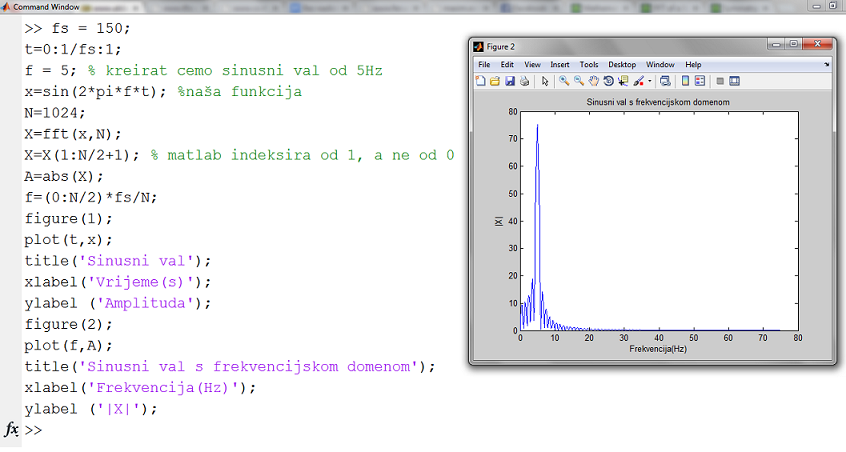 Command Window
>> fs = 150;
t=0:1/fs:1;
f = 5; % kreirat cemo sinusni val od 5Hz
x=sin(2*pi*f*t); %naša funkcija
N=1024;
X=fft(x,N);
X=X(1:N/2+1); % matlab indeksira od 1, a ne od 0
A=abs(X);
f=(0:N/2)*fs/N;
figure(1);
plot(t,x);
title('Sinusni val');
xlabel('Vrijeme(s)');
ylabel ('Amplituda');
figure(2);
plot(f,A);
title('Sinusni val s frekvencijskom domenom');
xlabel('Frekvencija(Hz)');
ylabel ('|X|');
fx >>
Figure 2
File Edit View Insert Tools Desktop Window Help
Sinusni val s frekvencijskom domenom
80
70
60
50
40
30
20
10
0
|X|
0 10 20 30 40 50 60 70 80
Frekvencija(Hz)